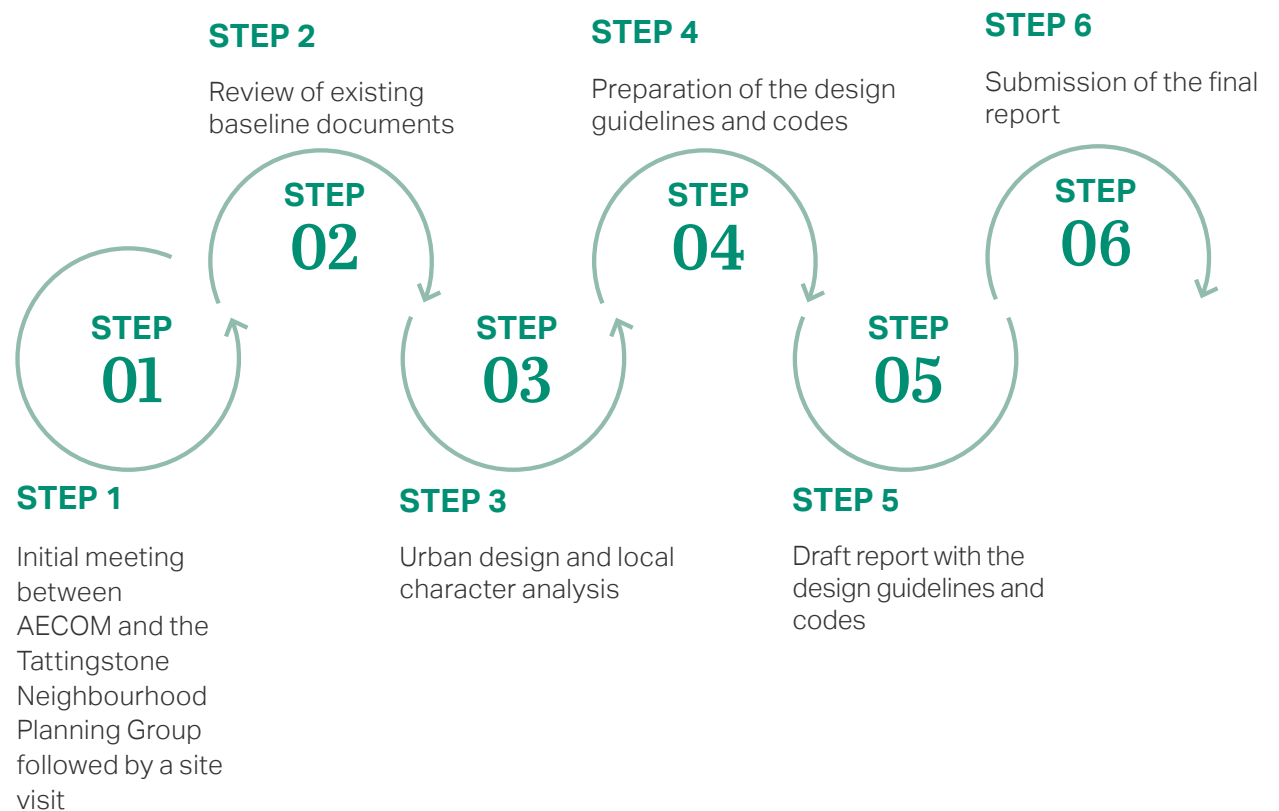 STEP 2
Review of existing
baseline documents
STEP 4
Preparation of the design
guidelines and codes
STEP 6
Submission of the final
report
STEP
01
STEP
02
STEP
03
STEP
04
STEP
05
STEP
06
STEP 1
Initial meeting
between
AECOM and the
Tattingstone
Neighbourhood
Planning Group
followed by a site
visit
STEP 3
Urban design and local
character analysis
STEP 5
Draft report with the
design guidelines and
codes